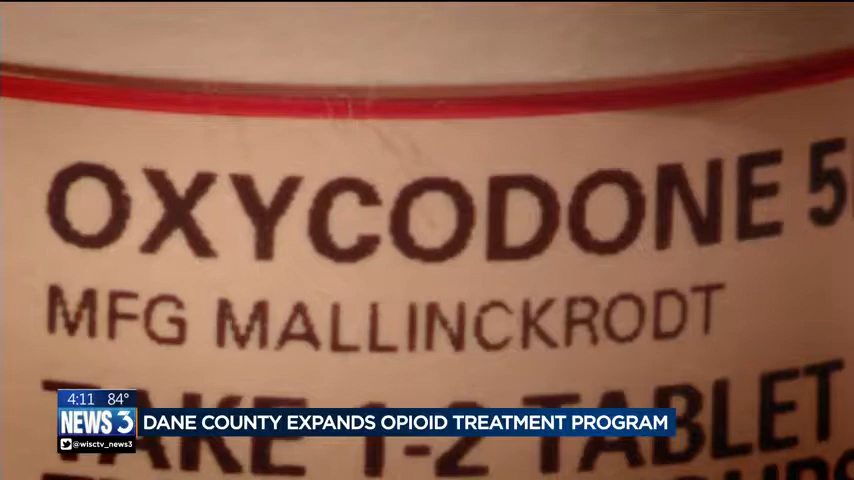 OXYCODONE 5
MFG MALLINCKRODT
TAKE 1-2 TABLET
4:11 84°
NEWS 3
@wisctv_news3
DANE COUNTY EXPANDS OPIOID TREATMENT PROGRAM